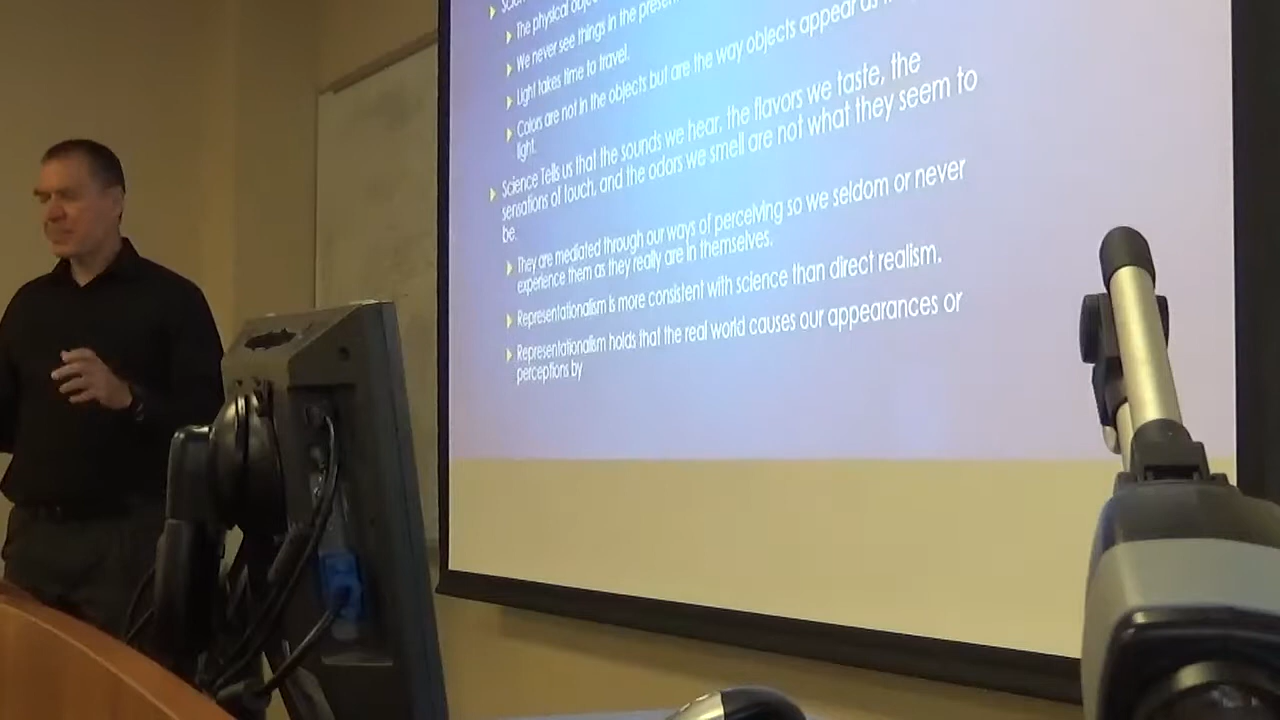 The physical
We never see things in the
Light takes time to travel.
Colors are not in the objects but are the way objects appear
light.
Science Tells us that the sounds we hear, the flavors we taste, the
sensations of touch, and the odors we smell are not what they seem to
be.
They are mediated through our ways of perceiving so we seldom or never
experience them as they really are in themselves.
Representationalism is more consistent with science than direct realism.
Representationalism holds that the real world causes our appearances or
perceptions by